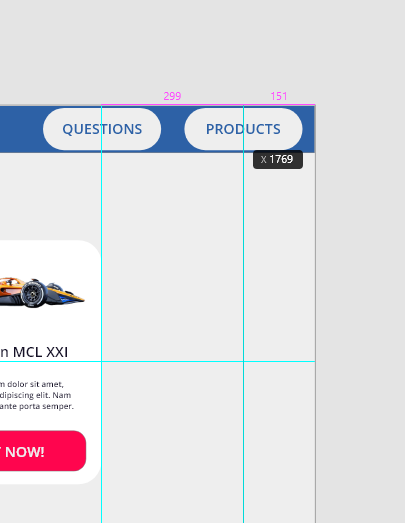 299 151
QUESTIONS PRODUCTS
X 1769
n MCL XXI
m dolor sit amet,
dipiscing elit. Nam
ante porta semper.
NOW!